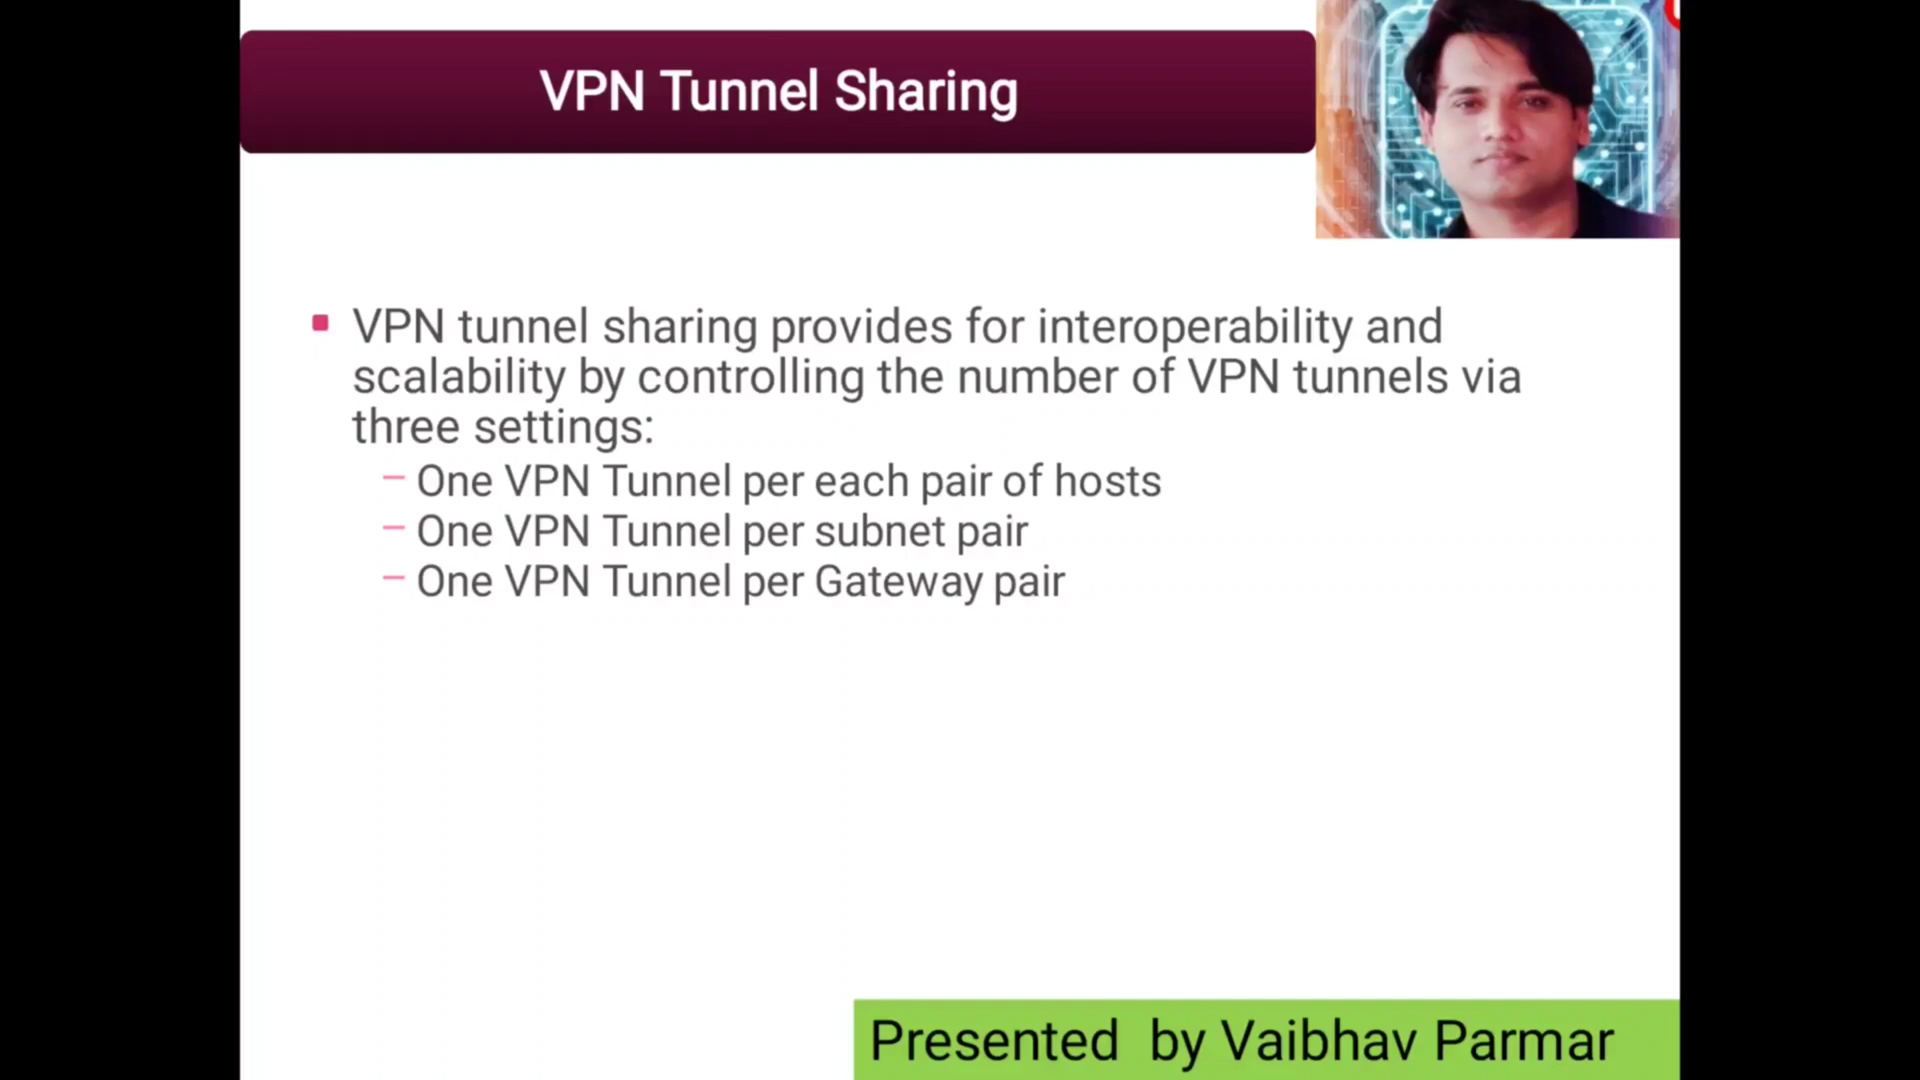 VPN Tunnel Sharing
VPN tunnel sharing provides for interoperability and
scalability by controlling the number of VPN tunnels via
three settings:
– One VPN Tunnel per each pair of hosts
– One VPN Tunnel per subnet pair
– One VPN Tunnel per Gateway pair
Presented by Vaibhav Parmar